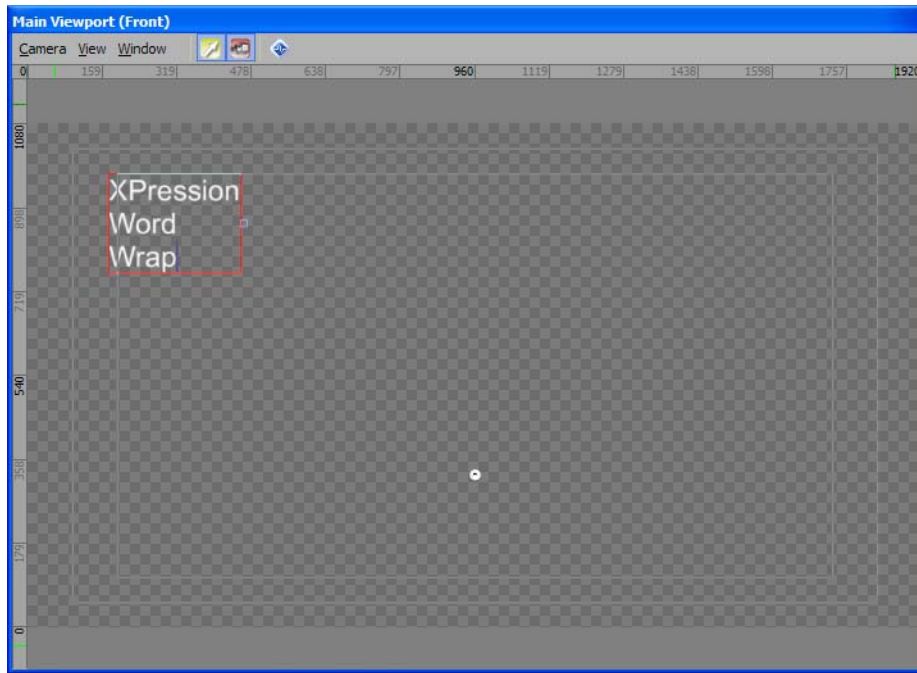 Main Viewport (Front)
Camera View Window
0 159 319 478 638 797 960 1119 1279 1438 1598 1757 1920
1080
898
719
540
358
179
0
XPression
Word
Wrap